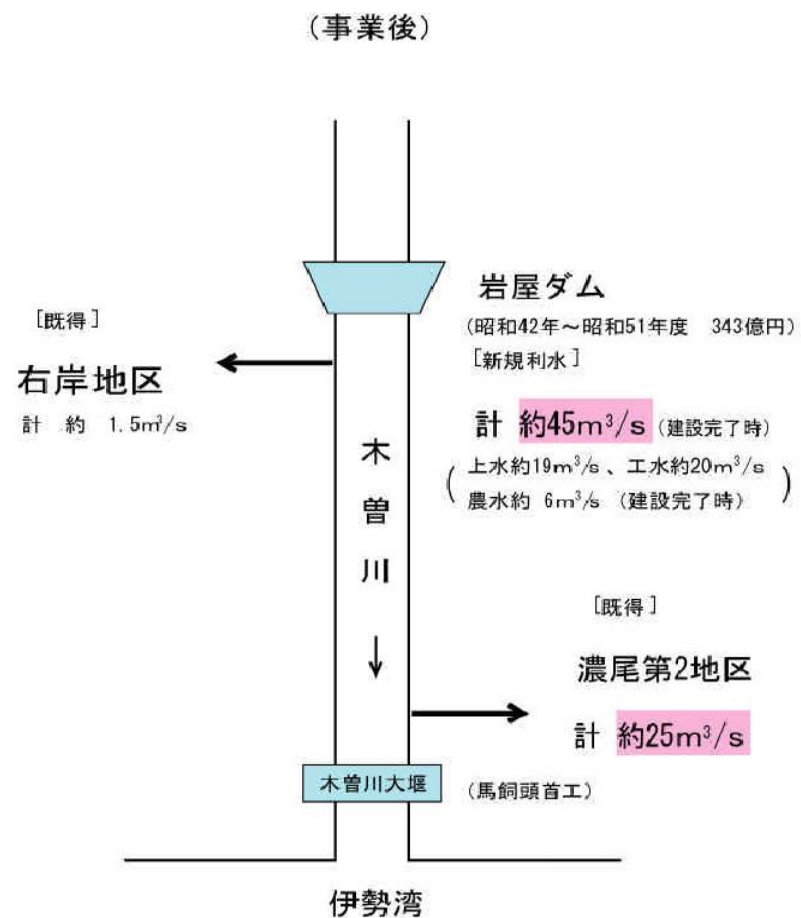 (事業後)
岩屋ダム
(昭和42年～昭和51年度 343億円)
[新規利水]
計 約45m³/s (建設完了時)
(上水約19m³/s、工水約20m³/s
農水約 6m³/s (建設完了時))
[既得]
右岸地区
計 約 1.5m³/s
木曽川
↓
[既得]
濃尾第2地区
計 約25m³/s
木曽川大堰
(馬飼頭首工)
伊勢湾